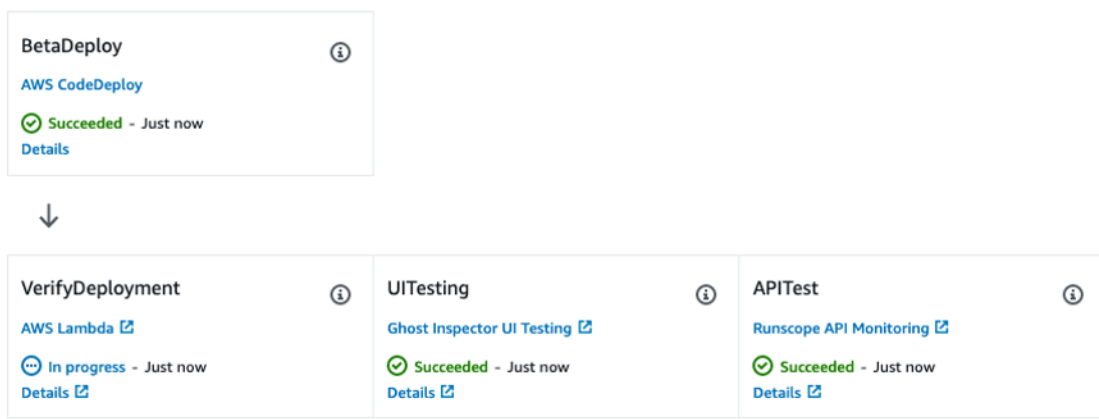 BetaDeploy
AWS CodeDeploy
Succeeded - Just now
Details
VerifyDeployment
AWS Lambda
In progress - Just now
Details
UITesting
Ghost Inspector UI Testing
Succeeded - Just now
Details
APITest
Runscope API Monitoring
Succeeded - Just now
Details